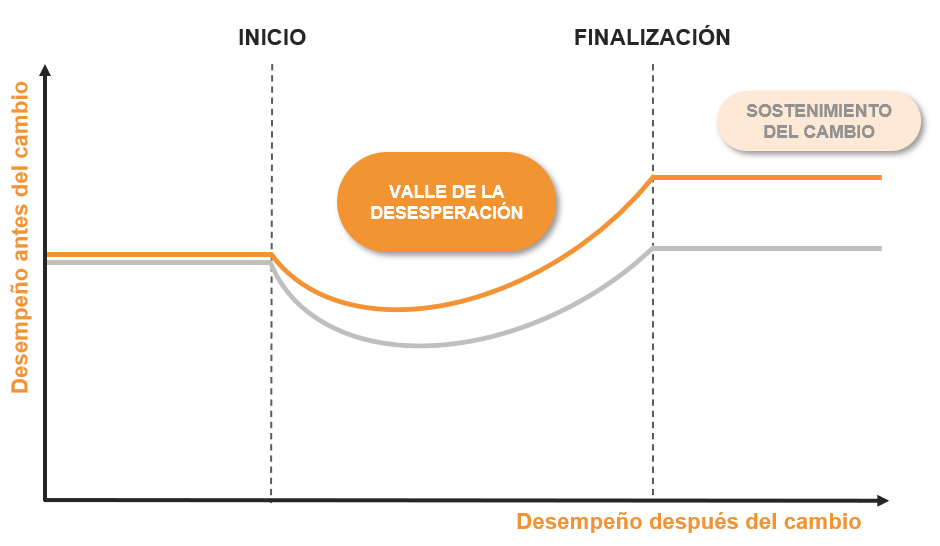 INICIO
FINALIZACIÓN
SOSTENIMIENTO
DEL CAMBIO
VALLE DE LA
DESESPERACIÓN
Desempeño antes del cambio
Desempeño después del cambio